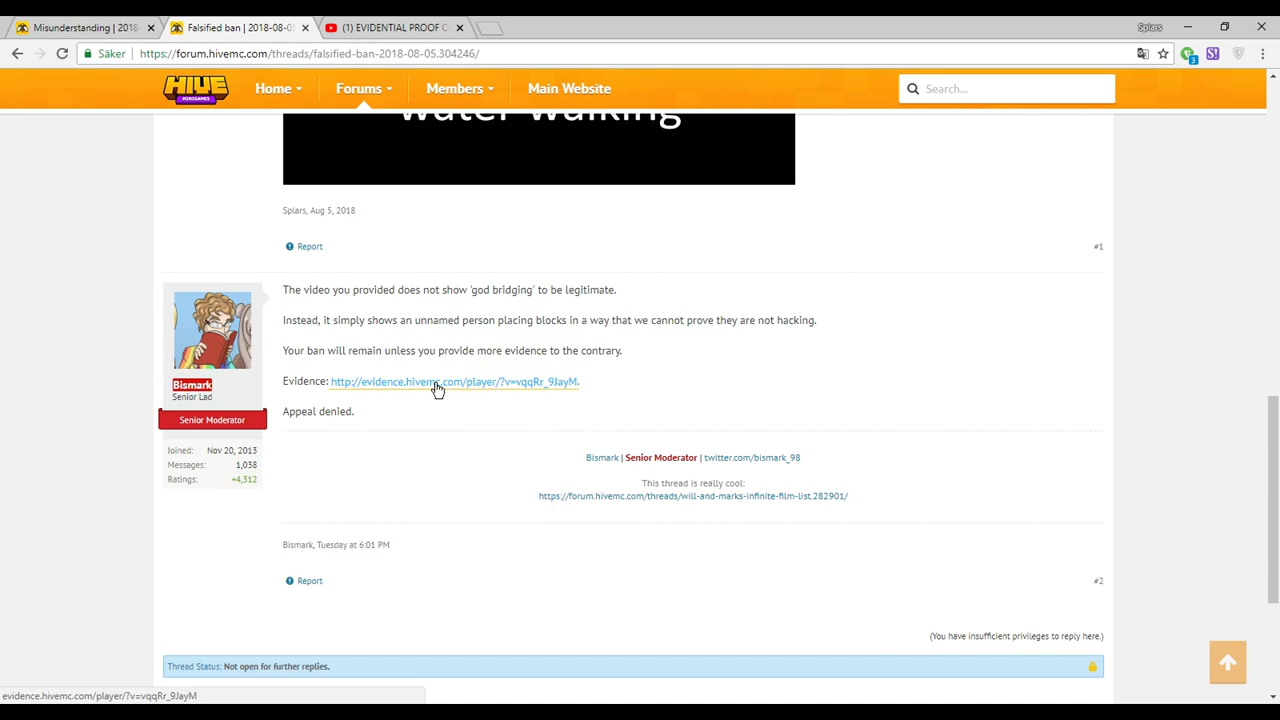 Misunderstanding | 2018
Falsified ban | 2018-08-05
(1) EVIDENTIAL PROOF O
Splars
Säker
https://forum.hivemc.com/threads/falsified-ban-2018-08-05.304246/
3
HIVE
MINIGAMES
Home
Forums
Members
Main Website
Search...
water walking
Splars, Aug 5, 2018
Report
#1
The video you provided does not show 'god bridging' to be legitimate.
Instead, it simply shows an unnamed person placing blocks in a way that we cannot prove they are not hacking.
Your ban will remain unless you provide more evidence to the contrary.
Evidence: http://evidence.hivemc.com/player/?v=vqqRr_9JayM.
Appeal denied.
Bismark
Senior Lad
Senior Moderator
Joined: Nov 20, 2013
Messages: 1,038
Ratings: +4,312
Bismark | Senior Moderator | twitter.com/bismark_98
This thread is really cool:
https://forum.hivemc.com/threads/will-and-marks-infinite-film-list.282901/
Bismark, Tuesday at 6:01 PM
Report
#2
(You have insufficient privileges to reply here.)
Thread Status: Not open for further replies.
evidence.hivemc.com/player/?v=vqqRr_9JayM